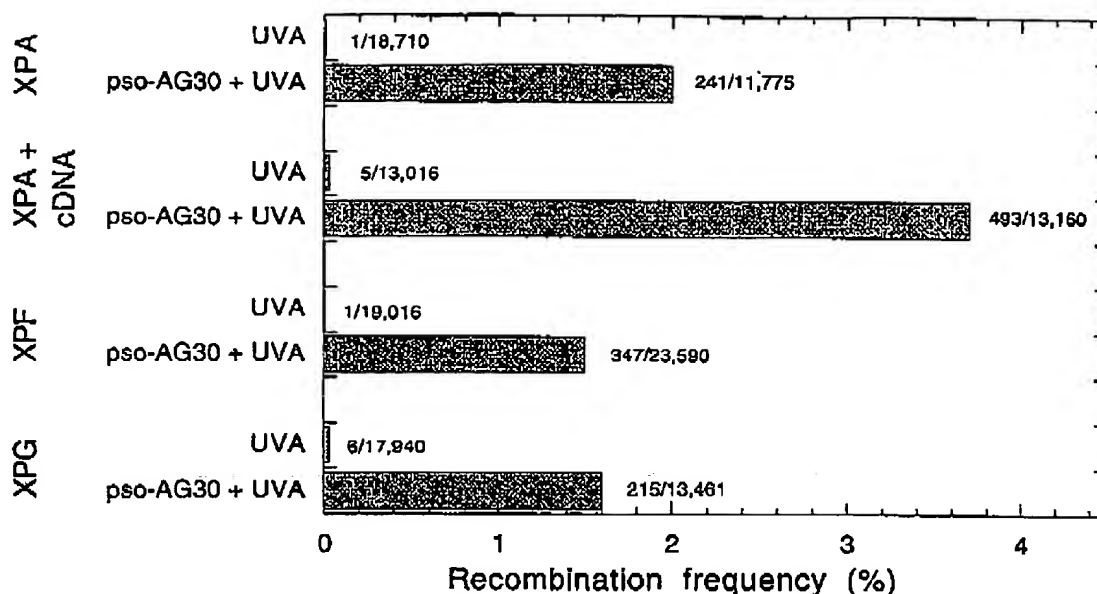 XPA
UVA
1/18,710
pso-AG30 + UVA
241/11,775
XPA +
cDNA
UVA
5/13,016
pso-AG30 + UVA
493/13,160
XPF
UVA
1/19,016
pso-AG30 + UVA
347/23,590
XPG
UVA
6/17,940
pso-AG30 + UVA
215/13,461
0 1 2 3 4
Recombination frequency (%)